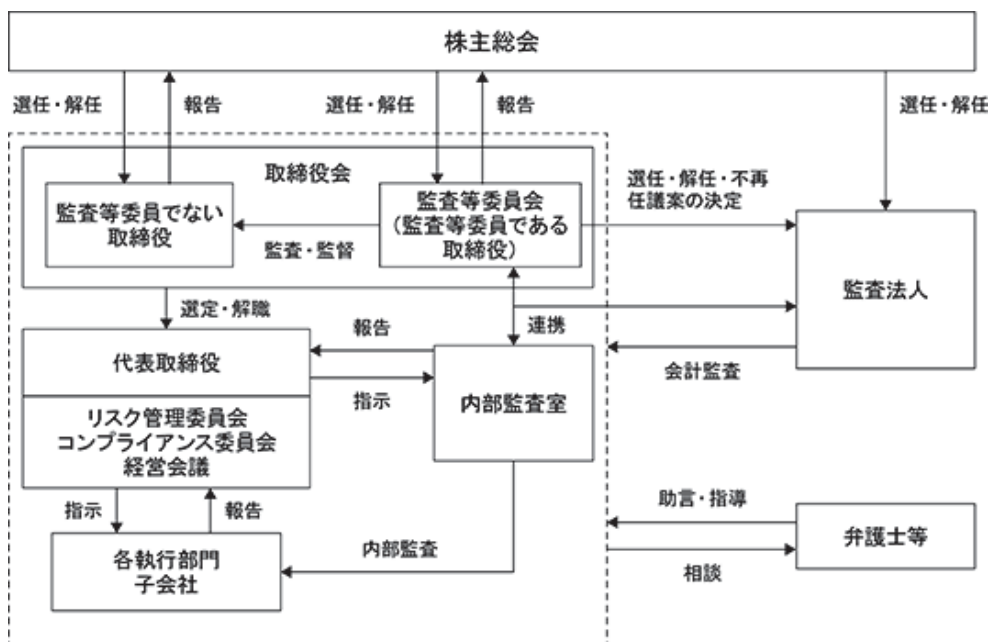 株主総会
選任・解任
報告
選任・解任
報告
選任・解任
取締役会
監査等委員でない
取締役
監査等委員会
(監査等委員である
取締役)
監査・監督
選任・解任・不再
任議案の決定
監査法人
選定・解職
連携
報告
会計監査
代表取締役
指示
内部監査室
リスク管理委員会
コンプライアンス委員会
経営会議
指示
報告
助言・指導
弁護士等
相談
内部監査
各執行部門
子会社